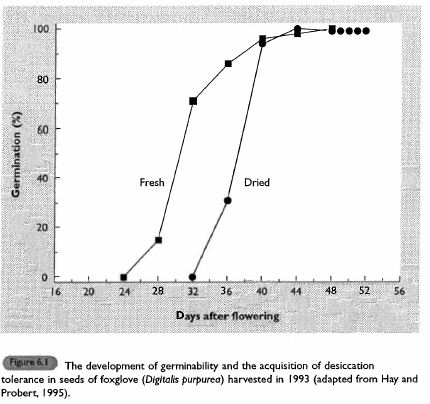 100
80
60
40
20
0
Germination (%)
Fresh
Dried
16 20 24 28 32 36 40 44 48 52 56
Days after flowering
Figure 6.1 The development of germinability and the acquisition of desiccation
tolerance in seeds of foxglove (Digitalis purpurea) harvested in 1993 (adapted from Hay and
Probert, 1995).